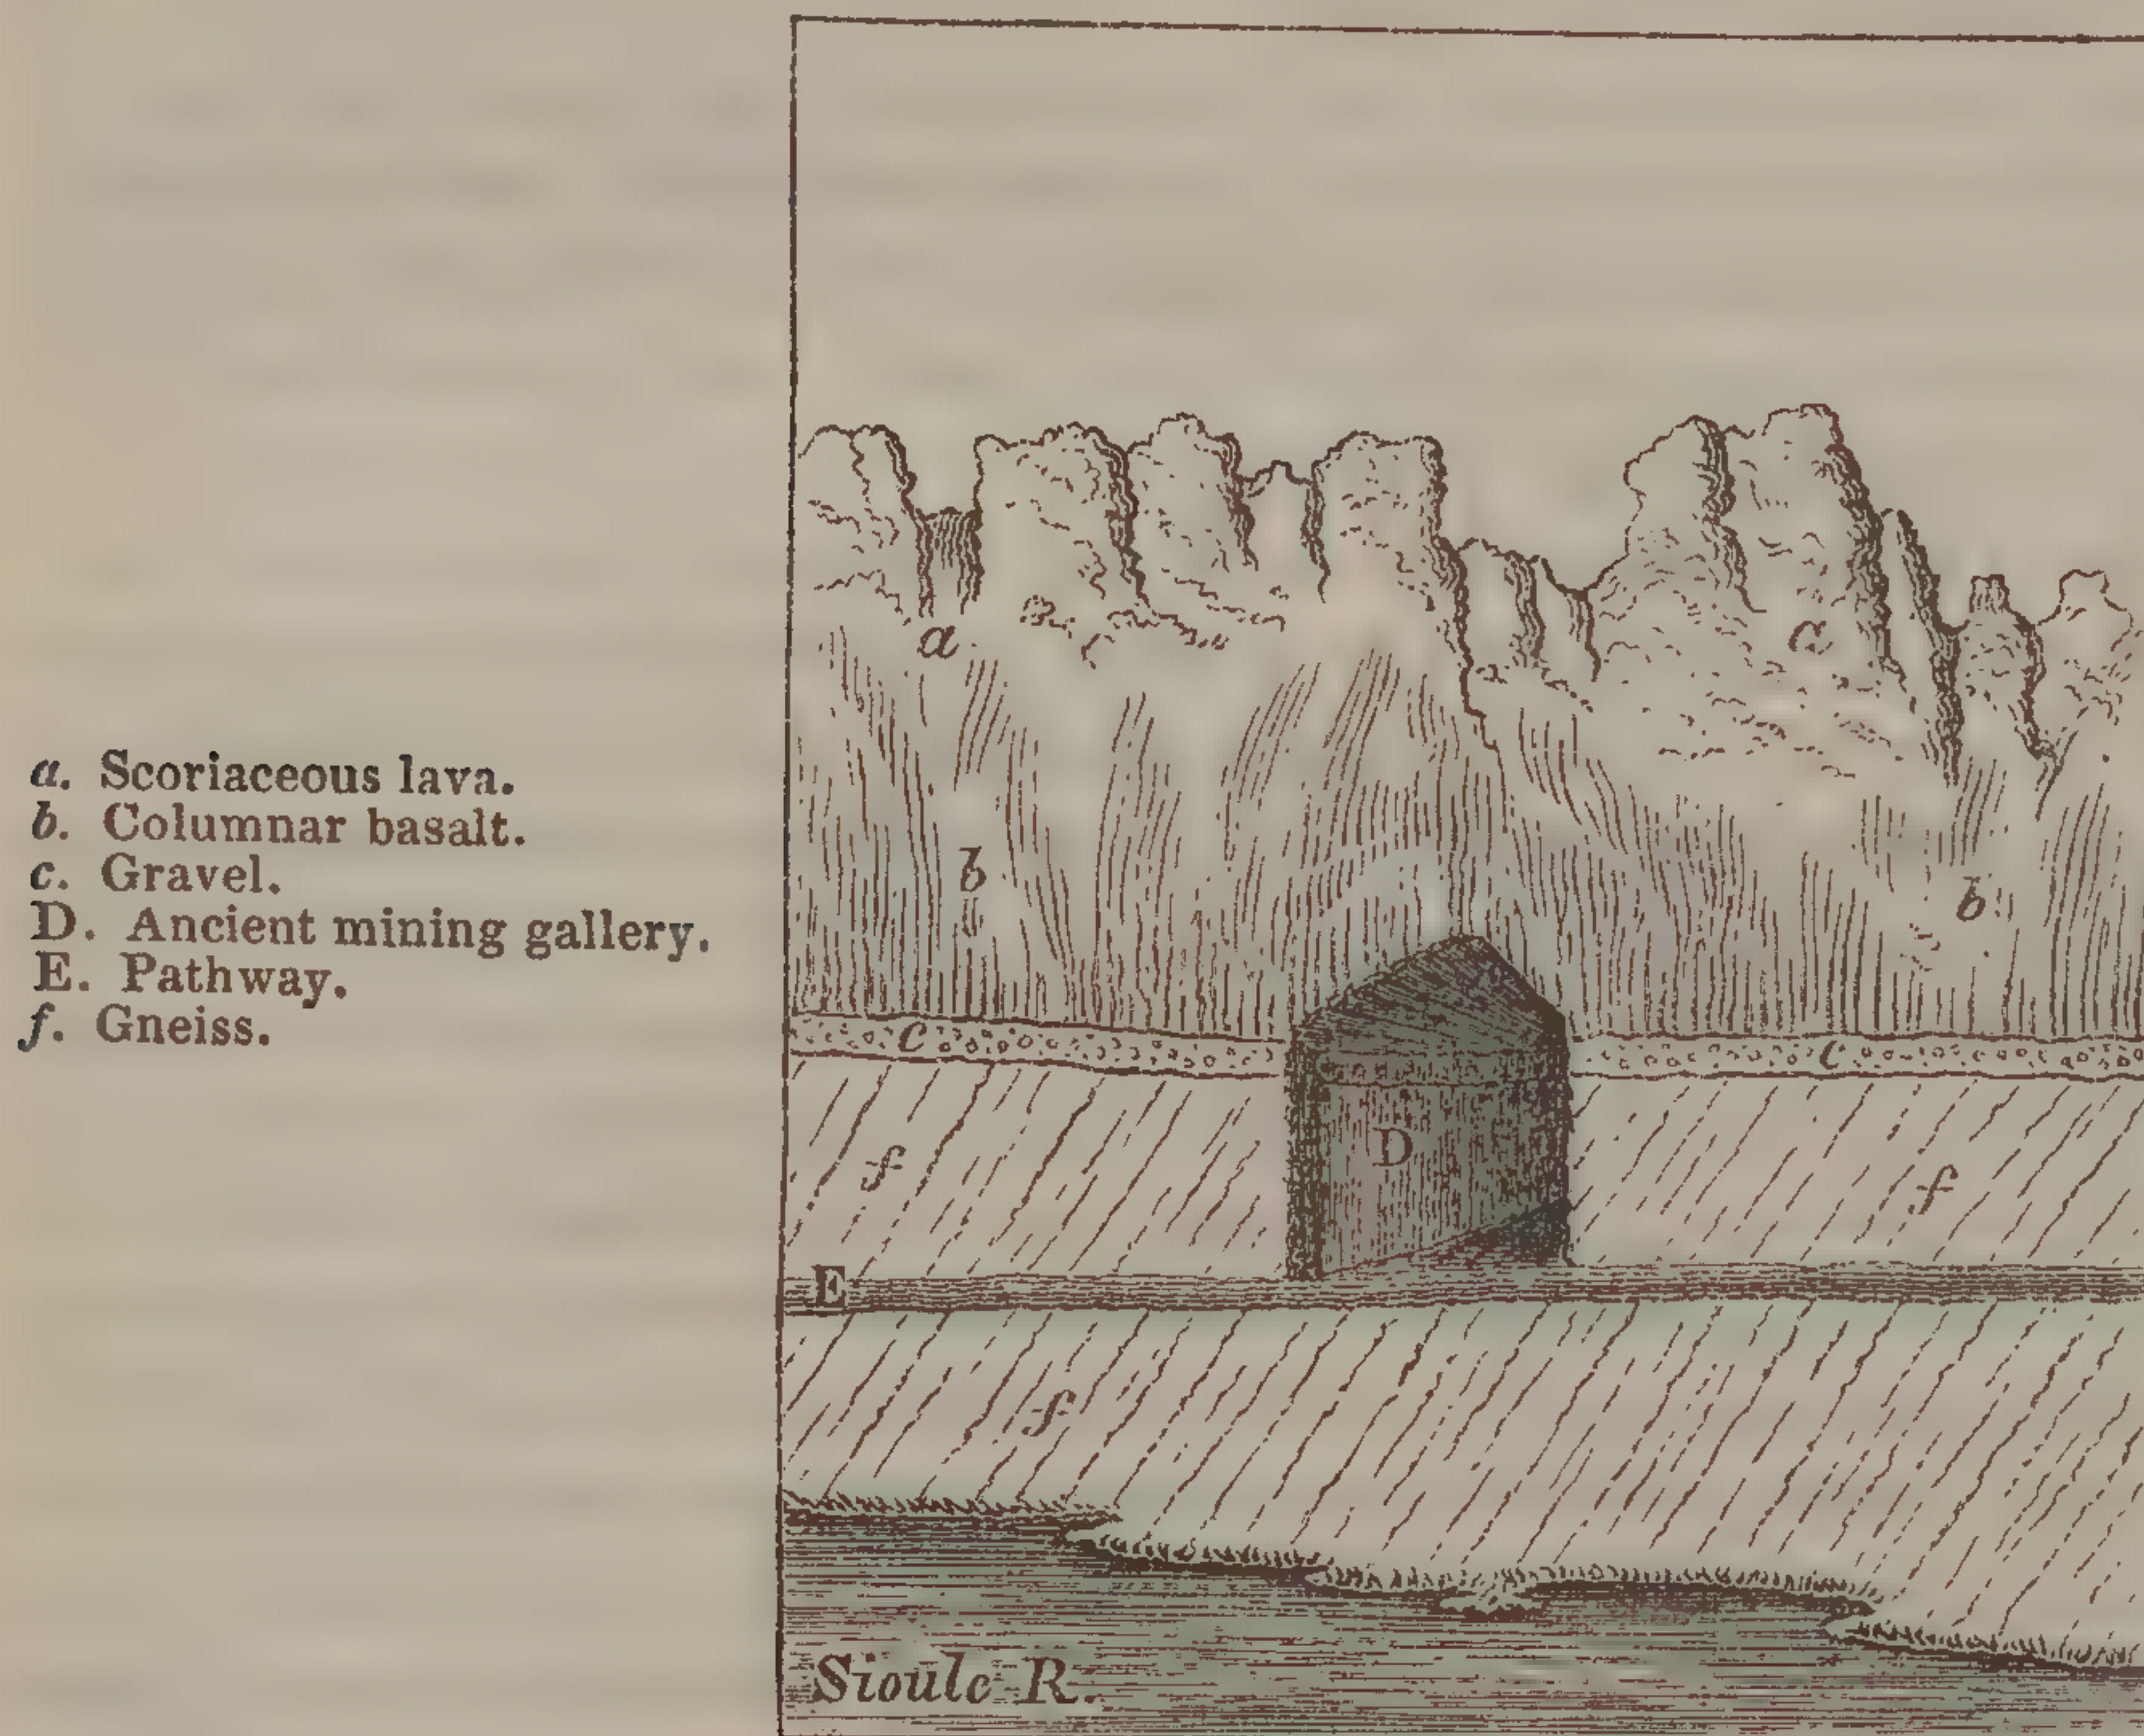 a. Scoriaceous lava.
b. Columnar basalt.
c. Gravel.
D. Ancient mining gallery.
E. Pathway.
f. Gneiss.
a
a
b
b
c
c
D
f
f
E
f
Sioule R.